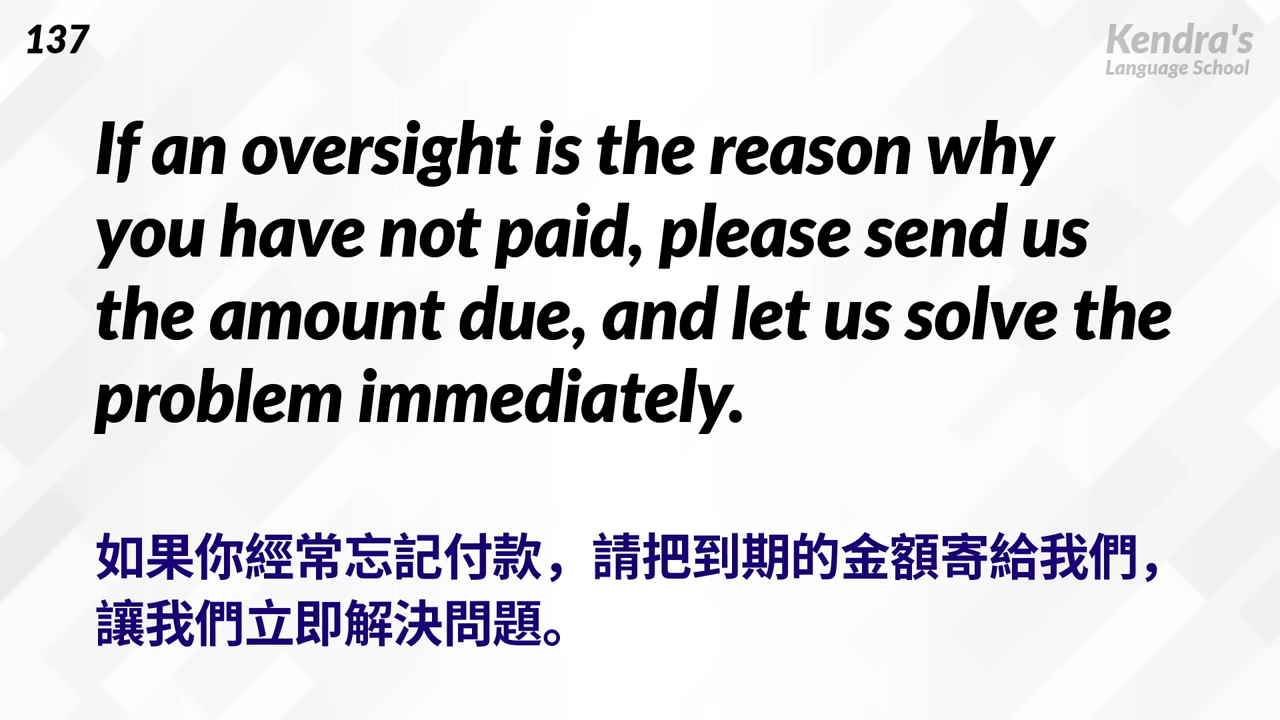 137
Kendra's
Language School
If an oversight is the reason why
you have not paid, please send us
the amount due, and let us solve the
problem immediately.
如果你經常忘記付款，請把到期的金額寄給我們，
讓我們立即解決問題。